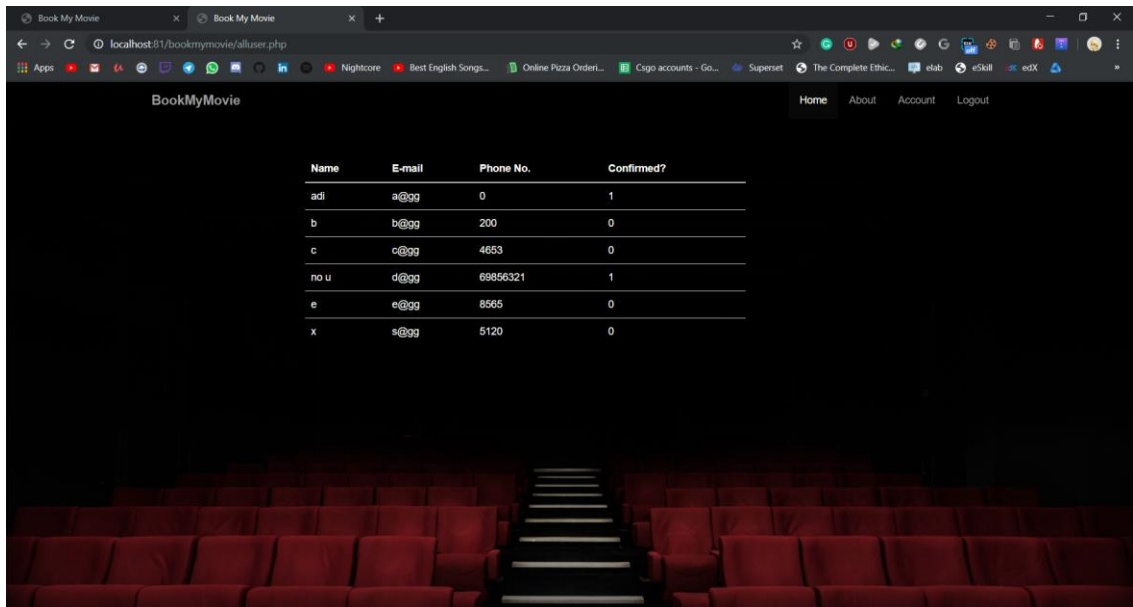 Book My Movie Book My Movie
localhost:81/bookmymovie/alluser.php
Apps Nightcore Best English Songs... Online Pizza Orderi... Csgo accounts - Go... Superset The Complete Ethic... elab eSkill edX »
BookMyMovie Home About Account Logout
Name E-mail Phone No. Confirmed?
adi a@gg 0 1
b b@gg 200 0
c c@gg 4653 0
no u d@gg 69856321 1
e e@gg 8565 0
x s@gg 5120 0